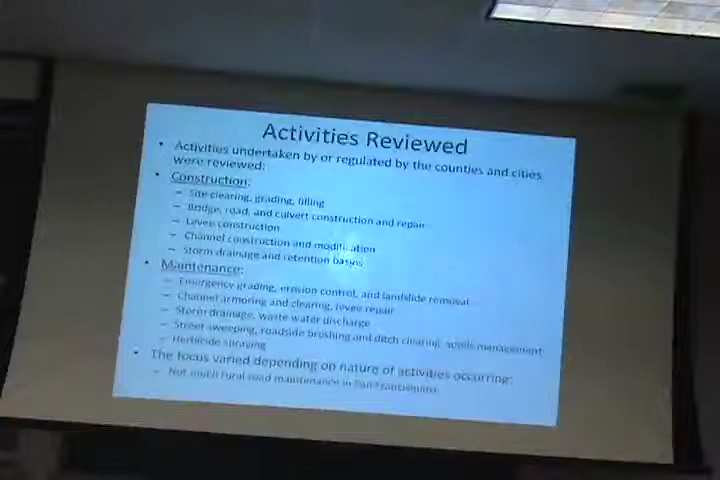 Activities Reviewed
• Activities undertaken by or regulated by the counties and cities
were reviewed:
• Construction:
– Site clearing, grading, filling
– Bridge, road, and culvert construction and repair
– Levee construction
– Channel construction and modification
– Storm drainage and retention basins
• Maintenance:
– Emergency grading, erosion control, and landslide removal
– Channel armoring and clearing, levee repair
– Storm drainage, waste water discharge
– Street sweeping, roadside brushing and ditch clearing, spoils management
– Herbicide spraying
• The focus varied depending on nature of activities occurring:
– Not much rural road maintenance in San Francisco